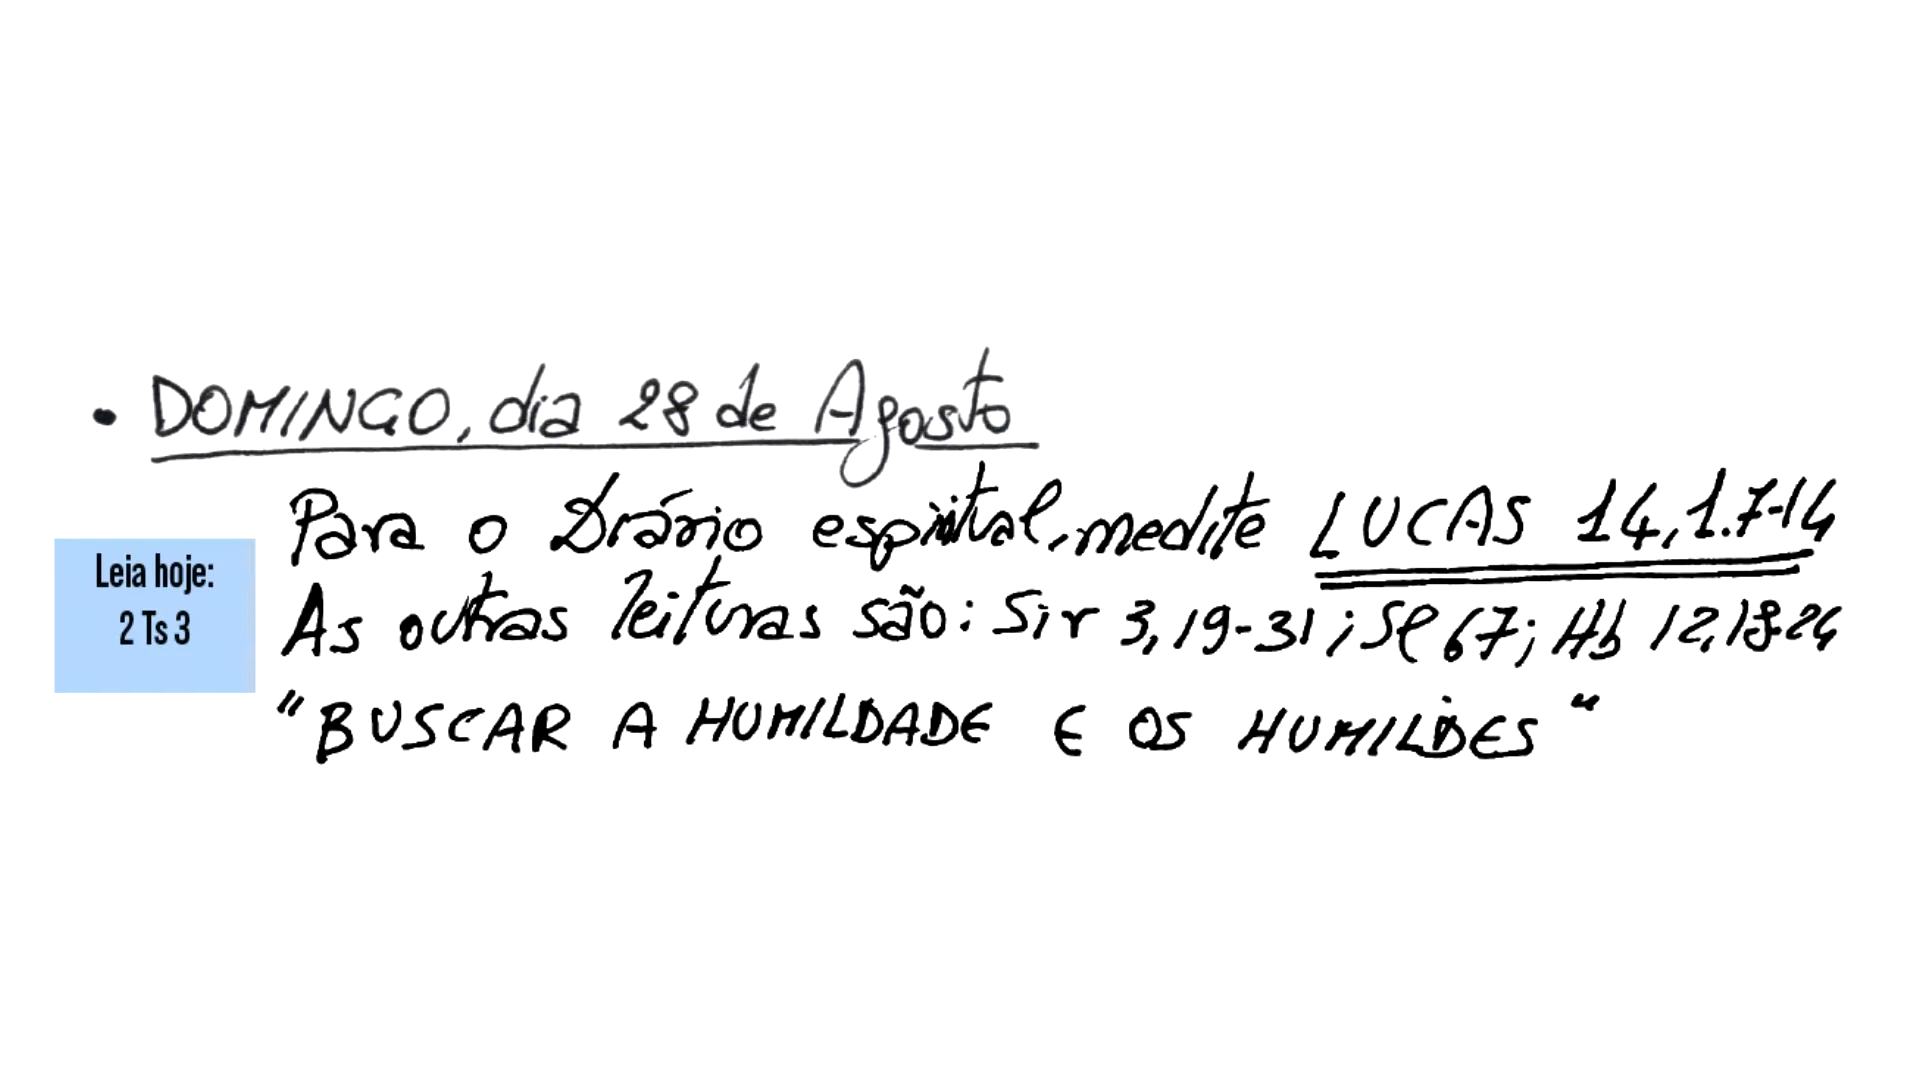 • DOMINGO, dia 28 de Agosto
Para o Diário espiritual, medite LUCAS 14,1.7-14
Leia hoje:
2 Ts 3
As outras leituras são: Sir 3,19-31; Sl 67; Hb 12,18-24
"BUSCAR A HUMILDADE E OS HUMILDES"